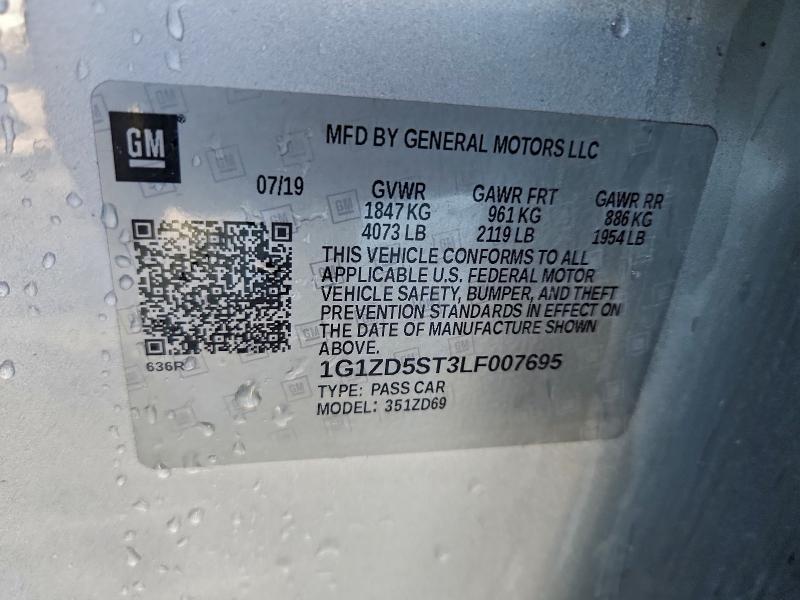 GM
MFD BY GENERAL MOTORS LLC
07/19 GVWR GAWR FRT GAWR RR
1847 KG 961 KG 886 KG
4073 LB 2119 LB 1954 LB
THIS VEHICLE CONFORMS TO ALL
APPLICABLE U.S. FEDERAL MOTOR
VEHICLE SAFETY, BUMPER, AND THEFT
PREVENTION STANDARDS IN EFFECT ON
THE DATE OF MANUFACTURE SHOWN
ABOVE.
636R
1G1ZD5ST3LF007695
TYPE: PASS CAR
MODEL: 351ZD69